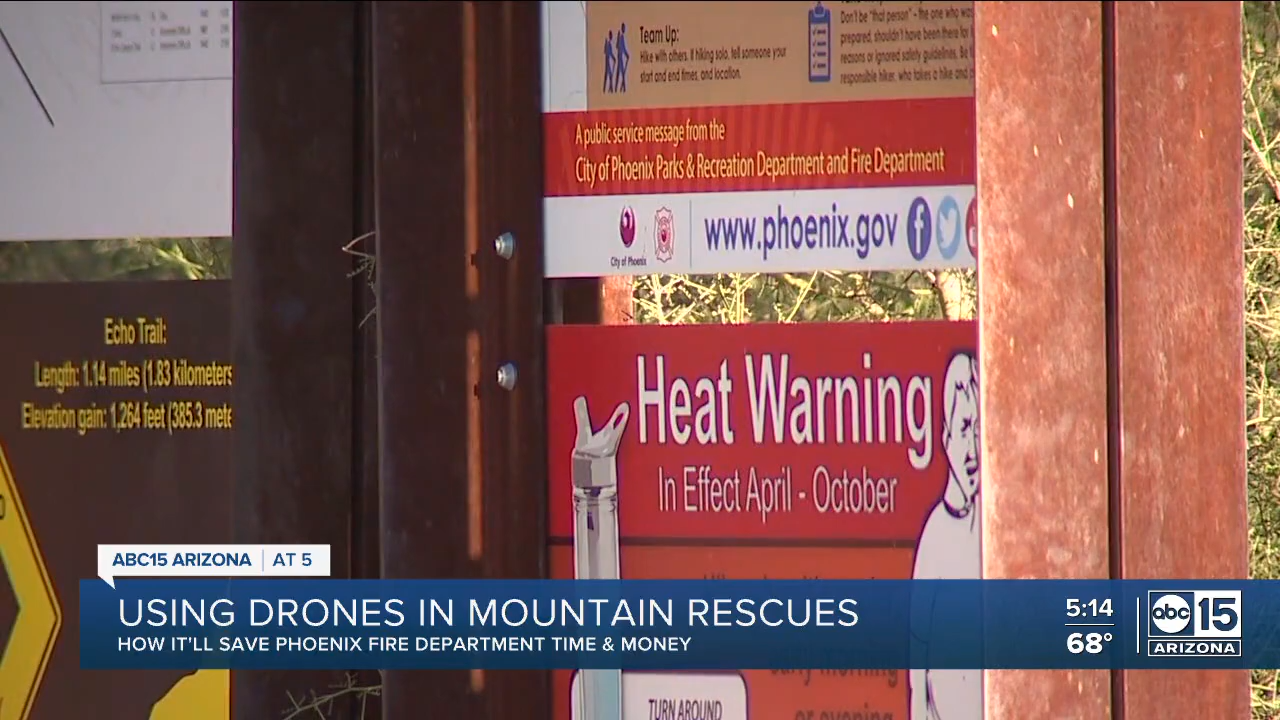 Team Up:
Hike with others. If hiking solo, tell someone your
start and end times, and location.
Don't be "that person" – the one who was
prepared, shouldn't have been there for
reasons or ignored safety guidelines. Be
responsible hiker, who takes a hike and
A public service message from the
City of Phoenix Parks & Recreation Department and Fire Department
City of Phoenix
www.phoenix.gov
Echo Trail:
Length: 1.14 miles (1.83 kilometers
Elevation gain: 1,264 feet (385.3 mete
Heat Warning
In Effect April - October
early morning
or evening
TURN AROUND
ABC15 ARIZONA | AT 5
USING DRONES IN MOUNTAIN RESCUES
HOW IT'LL SAVE PHOENIX FIRE DEPARTMENT TIME & MONEY
5:14
68°
abc 15
ARIZONA